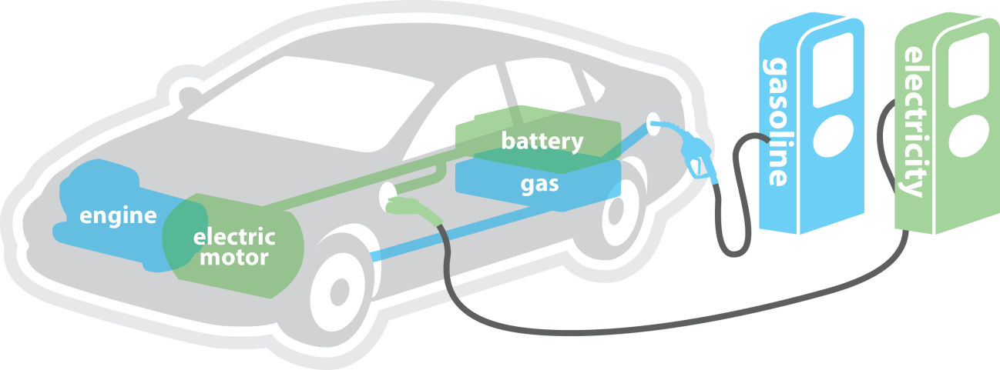 battery
gas
engine
electric
motor
gasoline
electricity